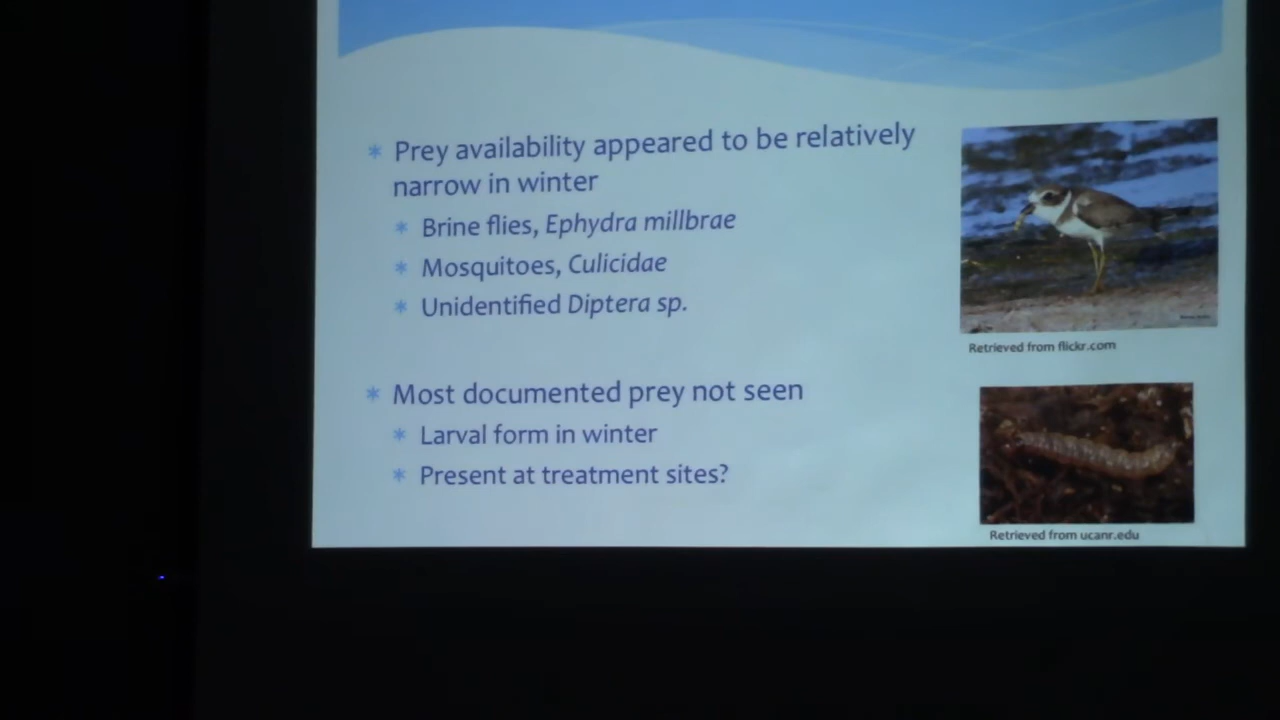 * Prey availability appeared to be relatively
narrow in winter
* Brine flies, Ephydra millbrae
* Mosquitoes, Culicidae
* Unidentified Diptera sp.
Retrieved from flickr.com
* Most documented prey not seen
* Larval form in winter
* Present at treatment sites?
Retrieved from ucanr.edu